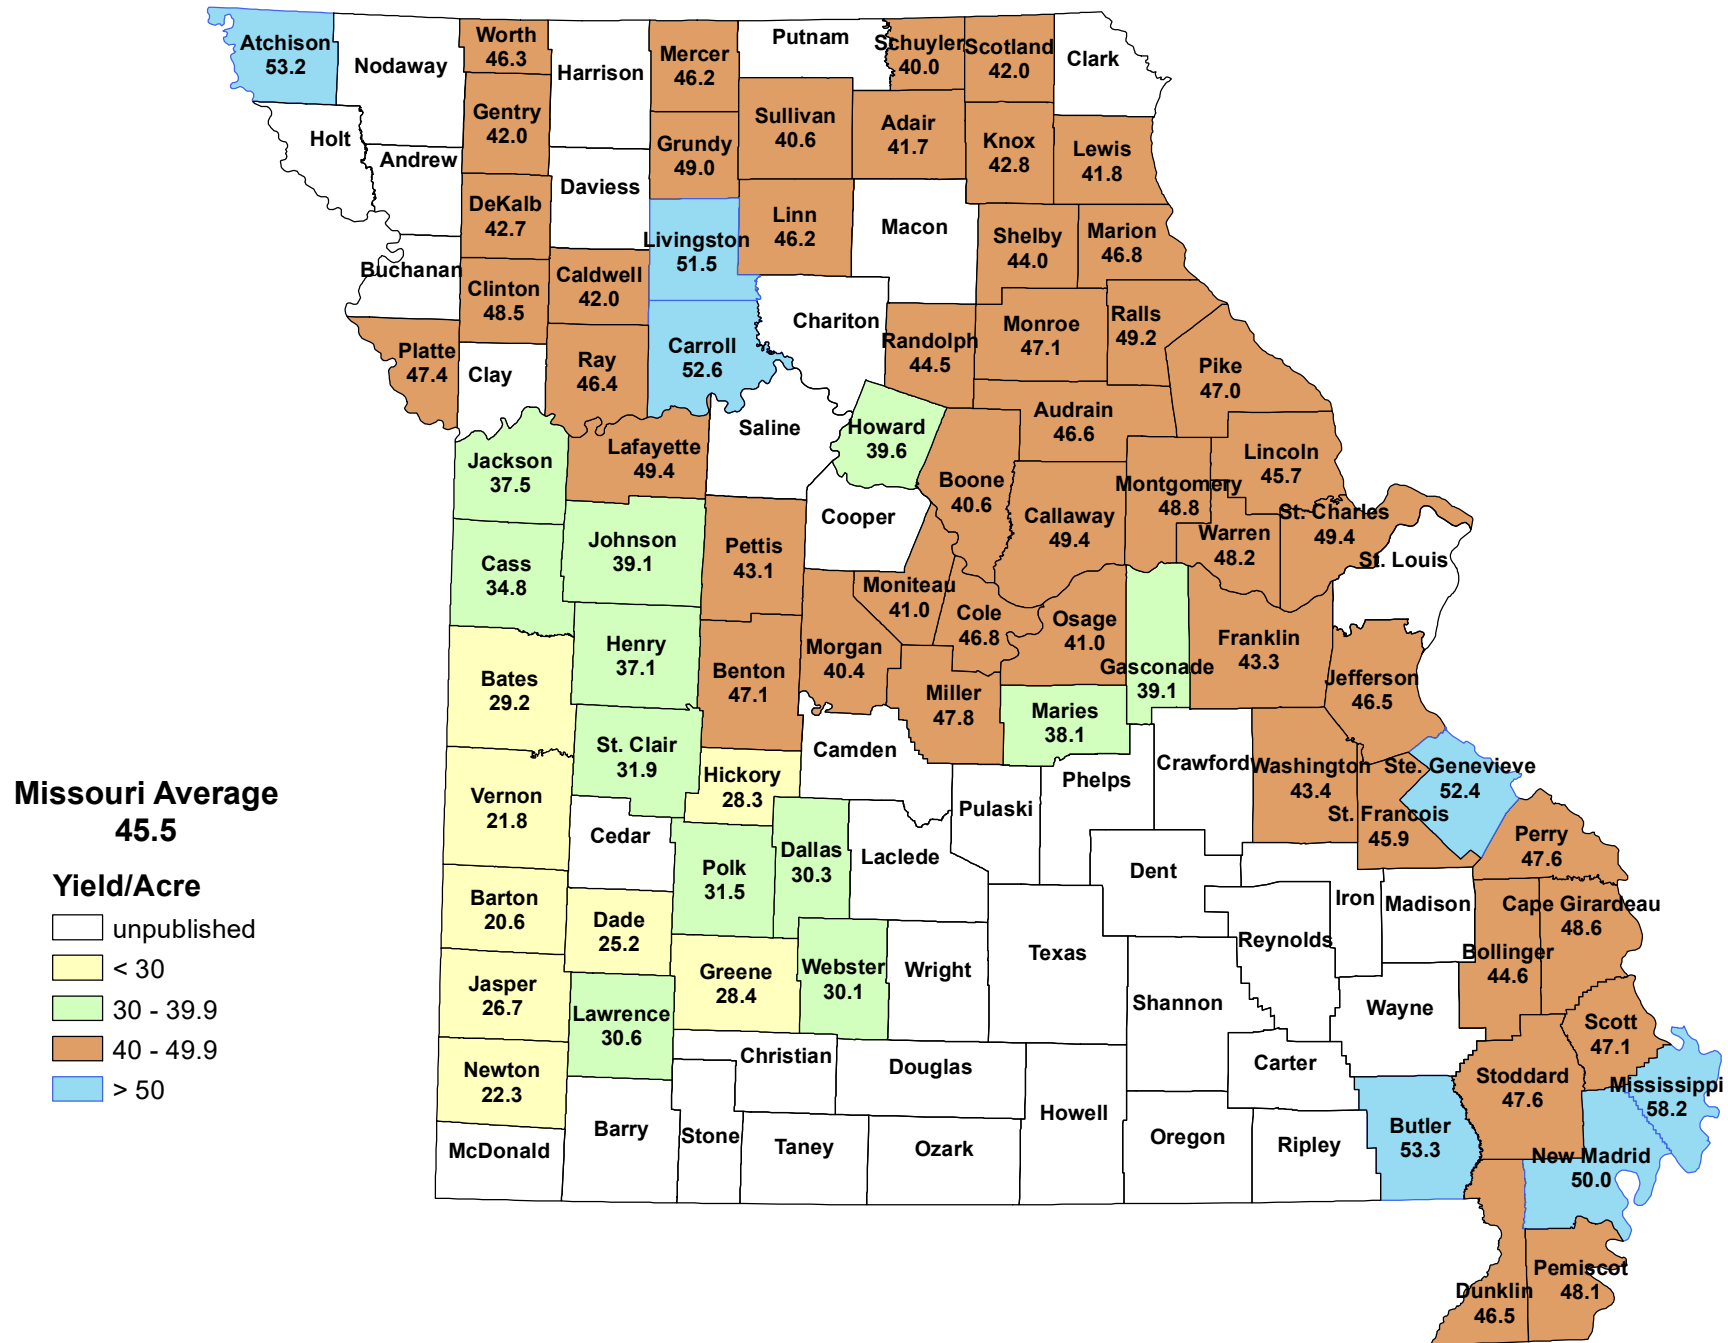 Atchison
53.2
Nodaway
Worth
46.3
Harrison
Mercer
46.2
Putnam
Schuyler
40.0
Scotland
42.0
Clark
Holt
Andrew
Gentry
42.0
Grundy
49.0
Sullivan
40.6
Adair
41.7
Knox
42.8
Lewis
41.8
DeKalb
42.7
Daviess
Livingston
51.5
Linn
46.2
Macon
Shelby
44.0
Marion
46.8
Buchanan
Clinton
48.5
Caldwell
42.0
Chariton
Randolph
44.5
Monroe
47.1
Ralls
49.2
Platte
47.4
Clay
Ray
46.4
Carroll
52.6
Pike
47.0
Audrain
46.6
Saline
Howard
39.6
Lafayette
49.4
Jackson
37.5
Boone
40.6
Lincoln
45.7
Montgomery
48.8
Callaway
49.4
Cooper
St. Charles
49.4
Warren
48.2
St. Louis
Johnson
39.1
Pettis
43.1
Cass
34.8
Moniteau
41.0
Cole
46.8
Osage
41.0
Gasconade
39.1
Franklin
43.3
Henry
37.1
Morgan
40.4
Benton
47.1
Bates
29.2
Miller
47.8
Maries
38.1
Jefferson
46.5
St. Clair
31.9
Camden
Hickory
28.3
Phelps
Crawford
Washington
43.4
Ste. Genevieve
52.4
St. Francois
45.9
Vernon
21.8
Pulaski
Perry
47.6
Missouri Average
45.5
Cedar
Polk
31.5
Dallas
30.3
Laclede
Dent
Iron
Madison
Cape Girardeau
48.6
Yield/Acre
unpublished
< 30
30 - 39.9
40 - 49.9
> 50
Barton
20.6
Dade
25.2
Greene
28.4
Webster
30.1
Wright
Texas
Reynolds
Bollinger
44.6
Jasper
26.7
Lawrence
30.6
Shannon
Wayne
Scott
47.1
Newton
22.3
Christian
Douglas
Carter
Stoddard
47.6
Mississippi
58.2
McDonald
Barry
Stone
Taney
Ozark
Howell
Oregon
Ripley
Butler
53.3
New Madrid
50.0
Dunklin
46.5
Pemiscot
48.1